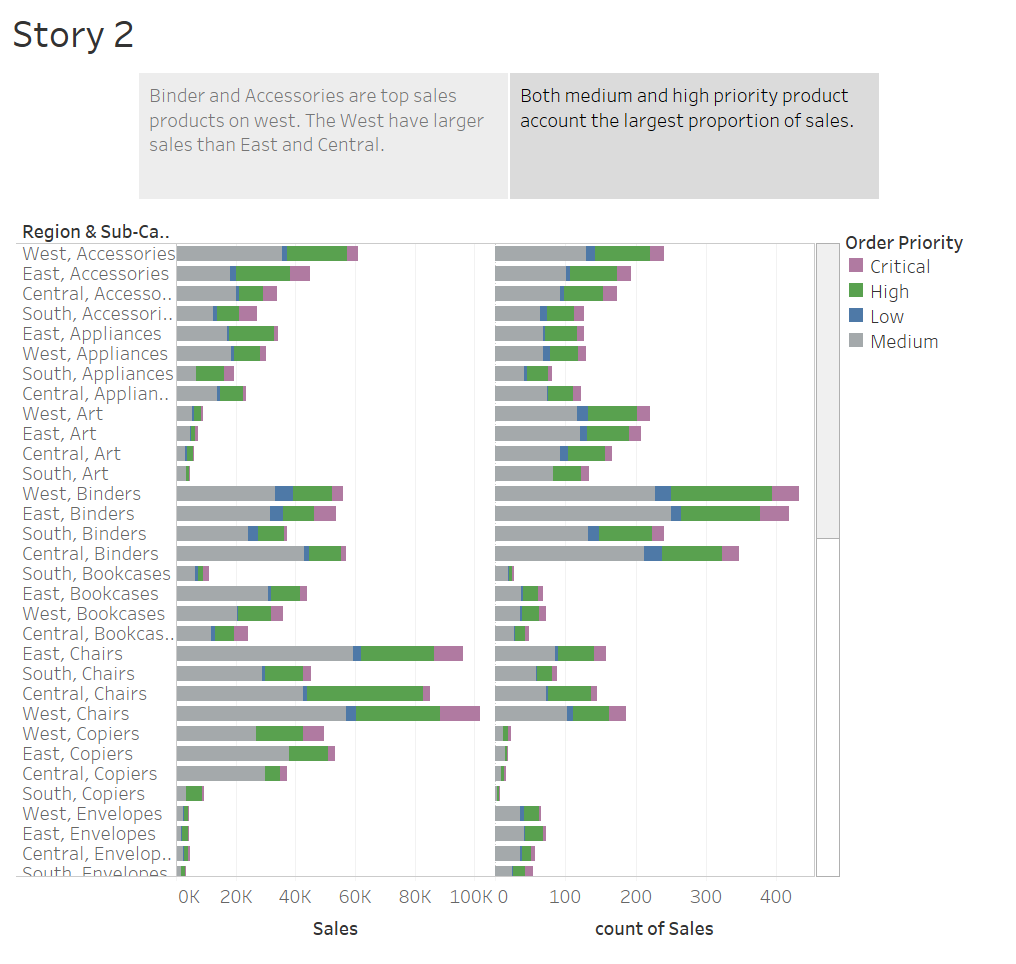 Story 2
Binder and Accessories are top sales
products on west. The West have larger
sales than East and Central.
Both medium and high priority product
account the largest proportion of sales.
Region & Sub-Ca..
West, Accessories
East, Accessories
Central, Accesso..
South, Accessori..
East, Appliances
West, Appliances
South, Appliances
Central, Applian..
West, Art
East, Art
Central, Art
South, Art
West, Binders
East, Binders
South, Binders
Central, Binders
South, Bookcases
East, Bookcases
West, Bookcases
Central, Bookcas..
East, Chairs
South, Chairs
Central, Chairs
West, Chairs
West, Copiers
East, Copiers
Central, Copiers
South, Copiers
West, Envelopes
East, Envelopes
Central, Envelop..
South, Envelopes
0K 20K 40K 60K 80K 100K
0 100 200 300 400
Sales
count of Sales
Order Priority
Critical
High
Low
Medium